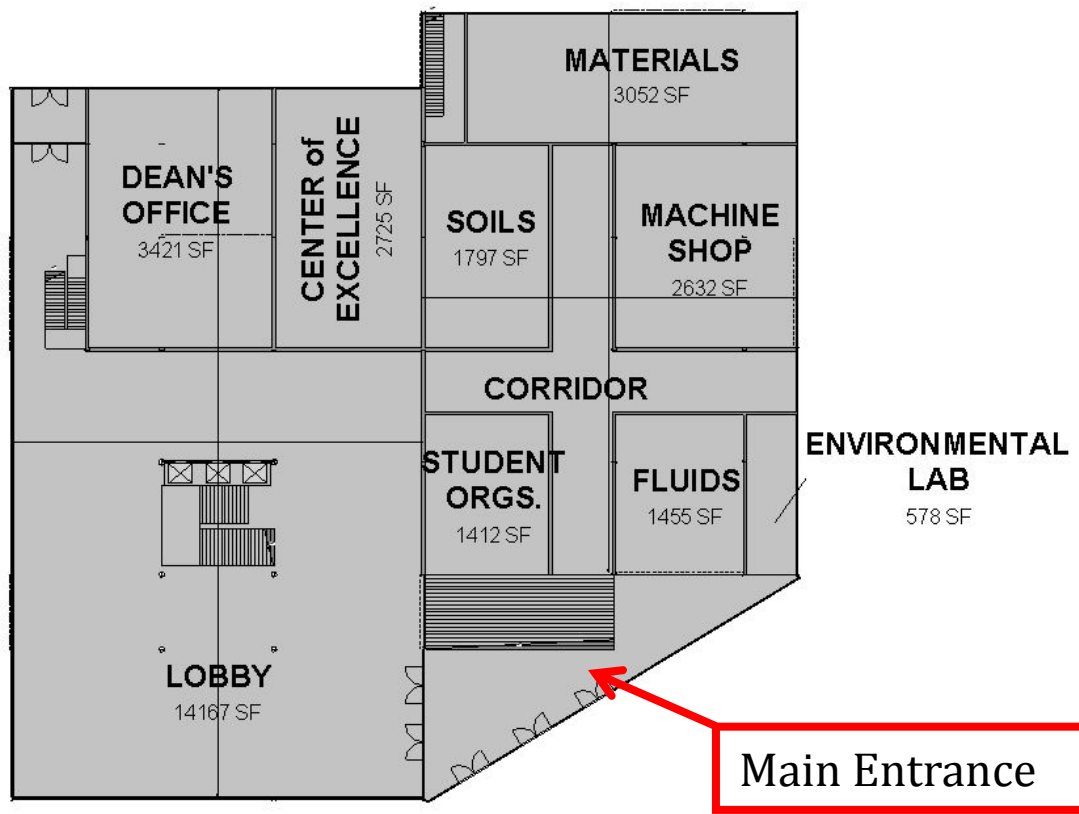 MATERIALS
3052 SF
DEAN'S
OFFICE
3421 SF
CENTER of
EXCELLENCE
2725 SF
SOILS
1797 SF
MACHINE
SHOP
2632 SF
CORRIDOR
STUDENT
ORGS.
1412 SF
FLUIDS
1455 SF
ENVIRONMENTAL
LAB
578 SF
LOBBY
14167 SF
Main Entrance